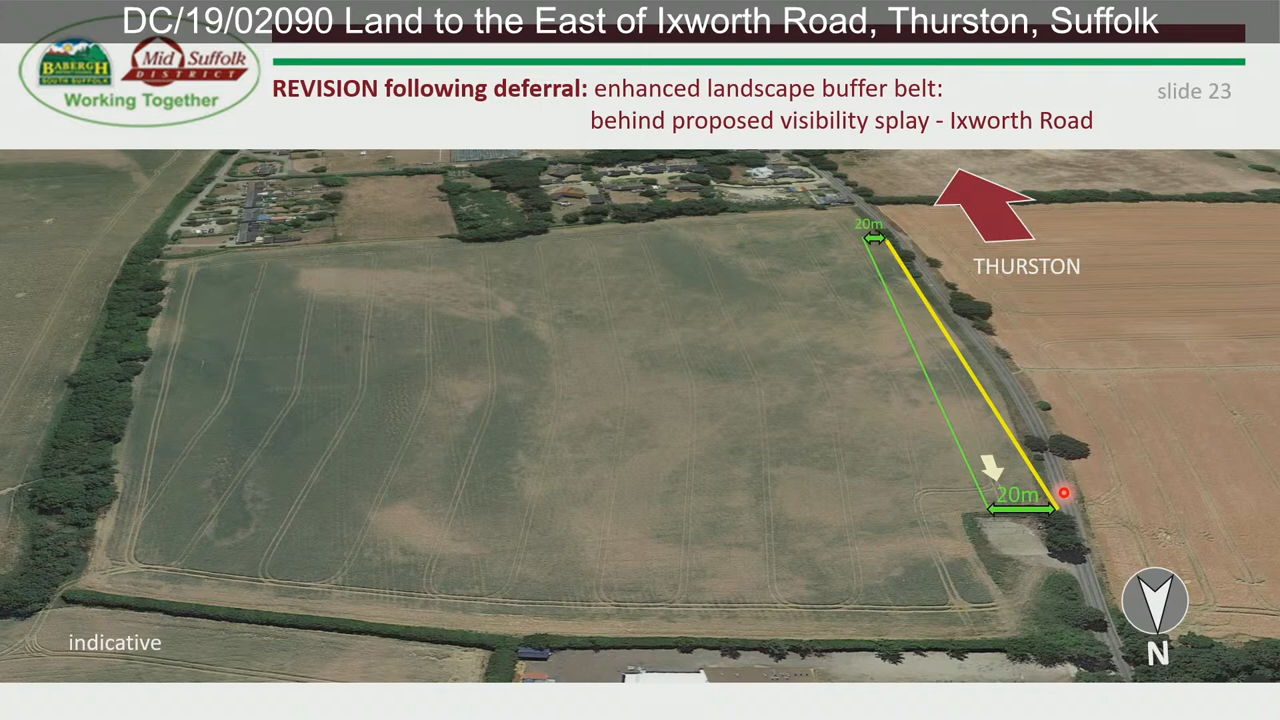 DC/19/02090 Land to the East of Ixworth Road, Thurston, Suffolk
BABERGH
SOUTH SUFFOLK
Mid Suffolk
DISTRICT
Working Together
REVISION following deferral: enhanced landscape buffer belt:
behind proposed visibility splay - Ixworth Road
slide 23
20m
THURSTON
20m
indicative
N